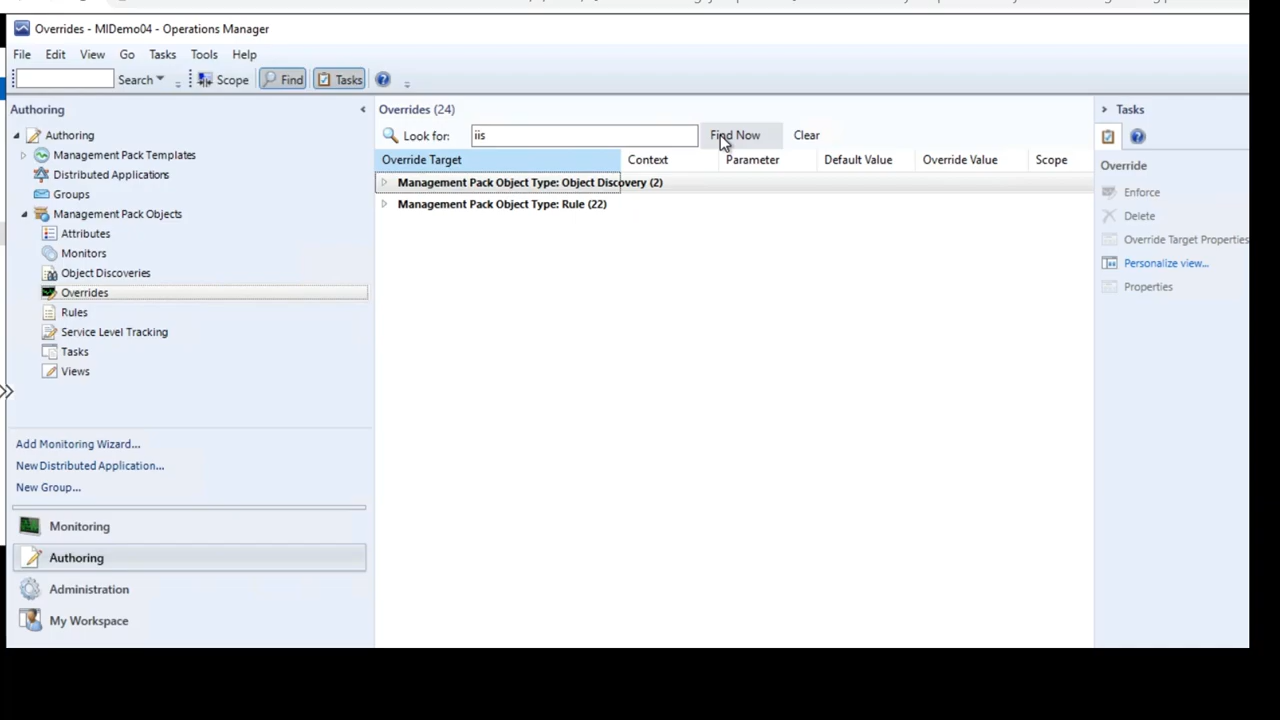 Overrides - MIDemo04 - Operations Manager
File Edit View Go Tasks Tools Help
Search Scope Find Tasks
Authoring
Authoring
Management Pack Templates
Distributed Applications
Groups
Management Pack Objects
Attributes
Monitors
Object Discoveries
Overrides
Rules
Service Level Tracking
Tasks
Views
Add Monitoring Wizard...
New Distributed Application...
New Group...
Monitoring
Authoring
Administration
My Workspace
Overrides (24)
Look for: iis Find Now Clear
Override Target Context Parameter Default Value Override Value Scope
Management Pack Object Type: Object Discovery (2)
Management Pack Object Type: Rule (22)
Tasks
Override
Enforce
Delete
Override Target Properties
Personalize view...
Properties